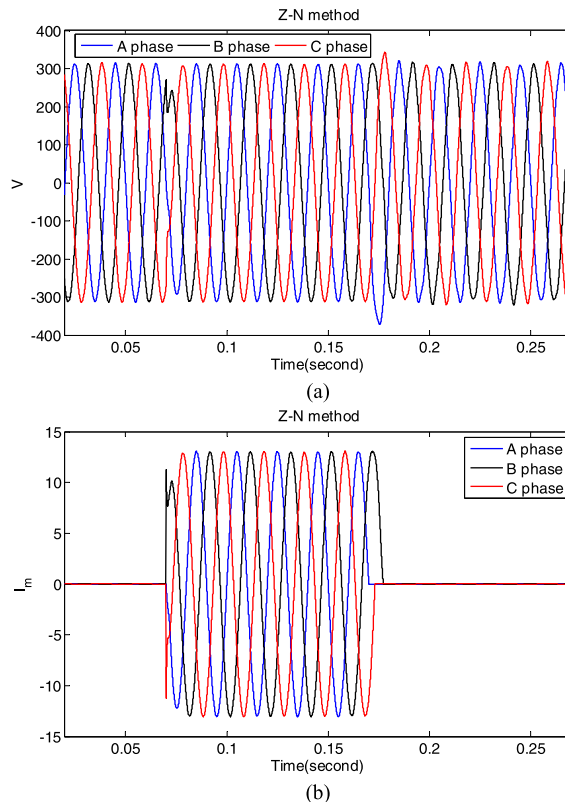 Z-N method
400
300
200
100
0
-100
-200
-300
-400
V
A phase B phase C phase
0.05 0.1 0.15 0.2 0.25
Time(second)
(a)
Z-N method
15
10
5
0
-5
-10
-15
I_m
A phase
B phase
C phase
0.05 0.1 0.15 0.2 0.25
Time(second)
(b)